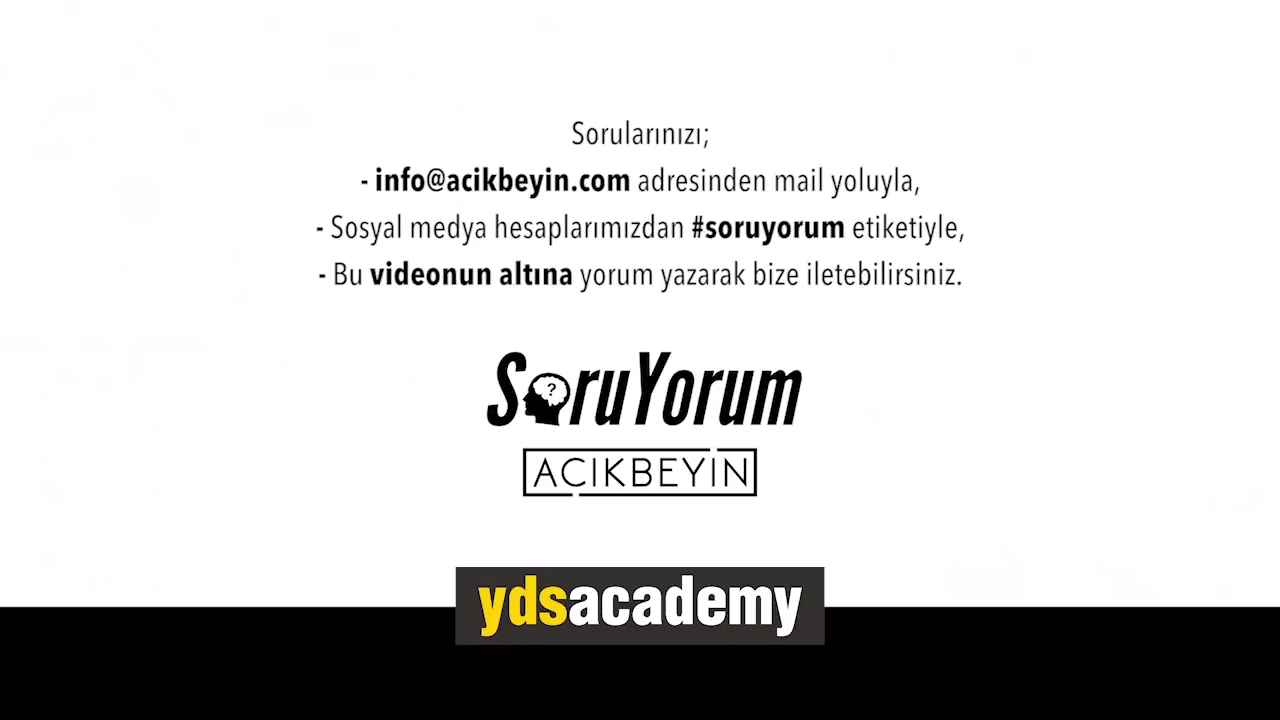 Sorularınızı;
- info@acikbeyin.com adresinden mail yoluyla,
- Sosyal medya hesaplarımızdan #soruyorum etiketiyle,
- Bu videonun altına yorum yazarak bize iletebilirsiniz.
SoruYorum
AÇIKBEYİN
ydsacademy